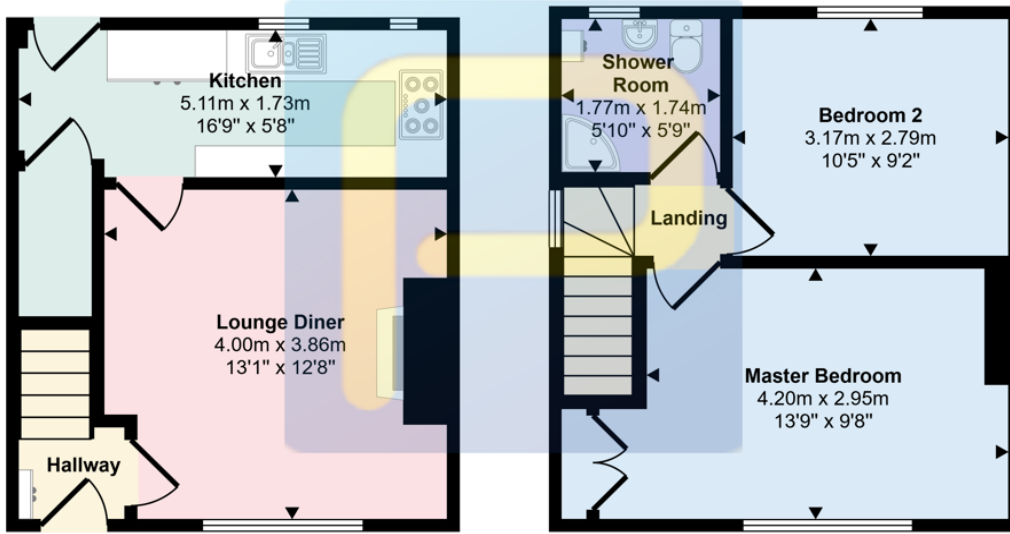 Kitchen
5.11m x 1.73m
16'9" x 5'8"
Lounge Diner
4.00m x 3.86m
13'1" x 12'8"
Hallway
Shower
Room
1.77m x 1.74m
5'10" x 5'9"
Bedroom 2
3.17m x 2.79m
10'5" x 9'2"
Landing
Master Bedroom
4.20m x 2.95m
13'9" x 9'8"